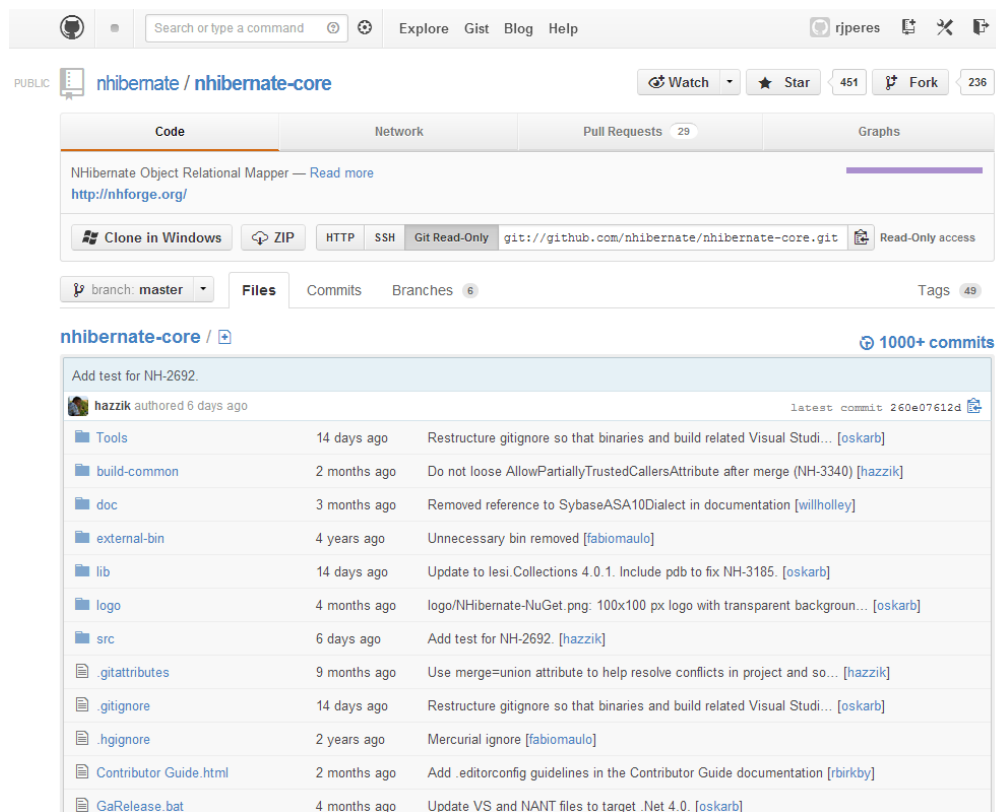 Search or type a command Explore Gist Blog Help rjperes
PUBLIC nhibernate / nhibernate-core Watch Star 451 Fork 236
Code Network Pull Requests 29 Graphs
NHibernate Object Relational Mapper — Read more
http://nhforge.org/
Clone in Windows ZIP HTTP SSH Git Read-Only git://github.com/nhibernate/nhibernate-core.git Read-Only access
branch: master Files Commits Branches 6 Tags 49
nhibernate-core / 1000+ commits
Add test for NH-2692.
hazzik authored 6 days ago latest commit 260e07612d
Tools 14 days ago Restructure gitignore so that binaries and build related Visual Studi... [oskarb]
build-common 2 months ago Do not loose AllowPartiallyTrustedCallersAttribute after merge (NH-3340) [hazzik]
doc 3 months ago Removed reference to SybaseASA10Dialect in documentation [willholley]
external-bin 4 years ago Unnecessary bin removed [fabiomaulo]
lib 14 days ago Update to Iesi.Collections 4.0.1. Include pdb to fix NH-3185. [oskarb]
logo 4 months ago logo/NHibernate-NuGet.png: 100x100 px logo with transparent backgroun... [oskarb]
src 6 days ago Add test for NH-2692. [hazzik]
.gitattributes 9 months ago Use merge=union attribute to help resolve conflicts in project and so... [hazzik]
.gitignore 14 days ago Restructure gitignore so that binaries and build related Visual Studi... [oskarb]
.hgignore 2 years ago Mercurial ignore [fabiomaulo]
Contributor Guide.html 2 months ago Add .editorconfig guidelines in the Contributor Guide documentation [rbirkby]
GaRelease.bat 4 months ago Update VS and NANT files to target .Net 4.0. [oskarb]